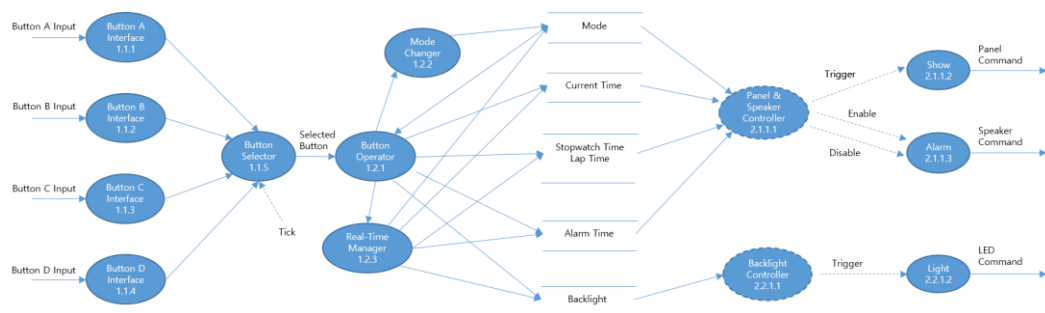 Button A Input
Button A
Interface
1.1.1
Button B Input
Button B
Interface
1.1.2
Button C Input
Button C
Interface
1.1.3
Button D Input
Button D
Interface
1.1.4
Button
Selector
1.1.5
Tick
Selected
Button
Mode
Changer
1.2.2
Button
Operator
1.2.1
Real-Time
Manager
1.2.3
Mode
Current Time
Stopwatch Time
Lap Time
Alarm Time
Backlight
Panel &
Speaker
Controller
2.1.1.1
Backlight
Controller
2.2.1.1
Trigger
Enable
Disable
Trigger
Show
2.1.1.2
Alarm
2.1.1.3
Light
2.2.1.2
Panel
Command
Speaker
Command
LED
Command